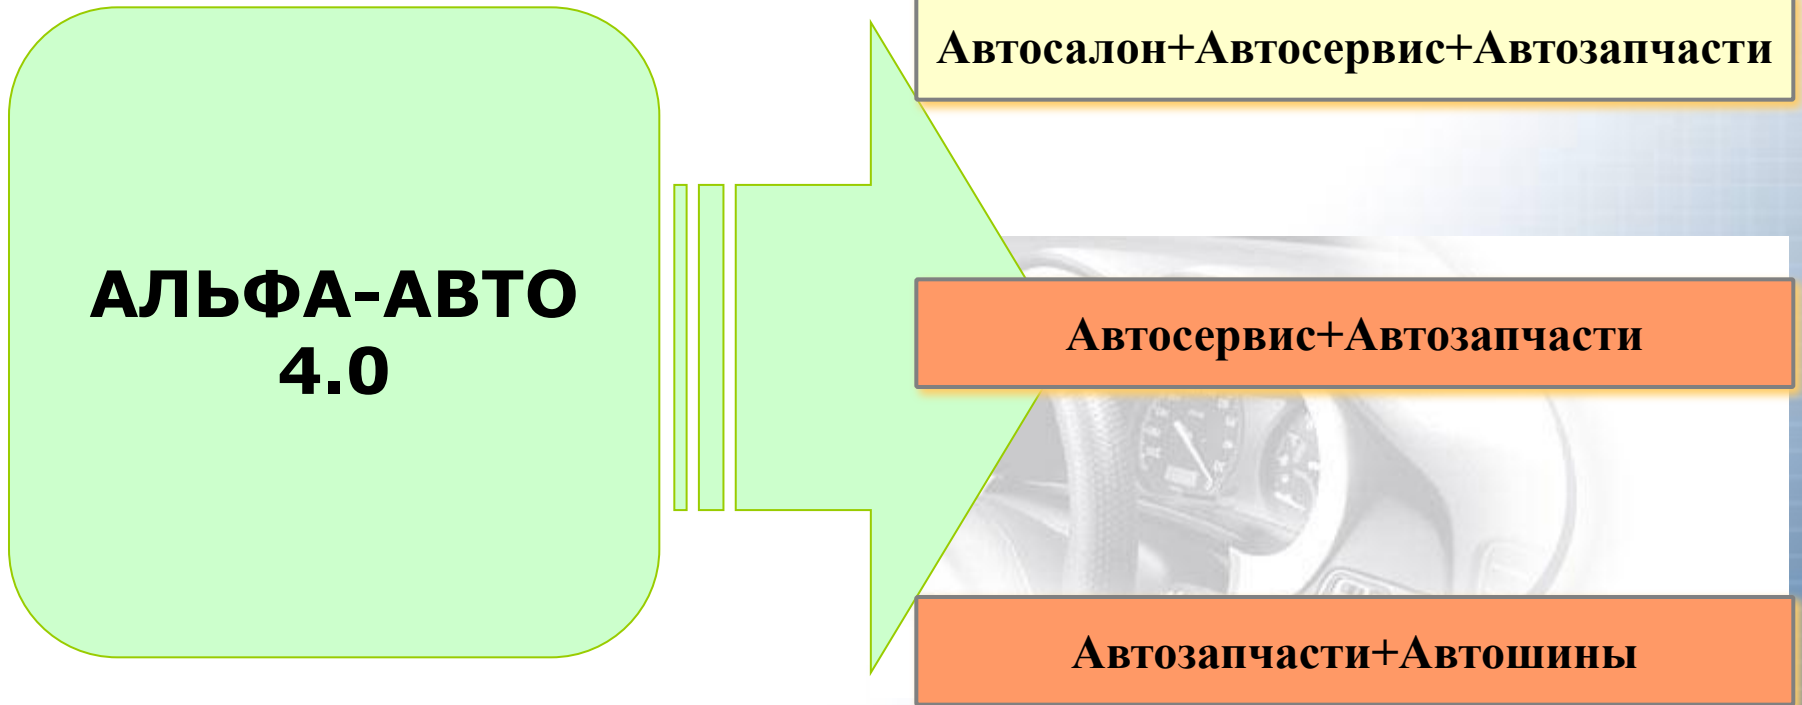 АЛЬФА-АВТО
4.0
Автосалон+Автосервис+Автозапчасти
Автосервис+Автозапчасти
Автозапчасти+Автошины